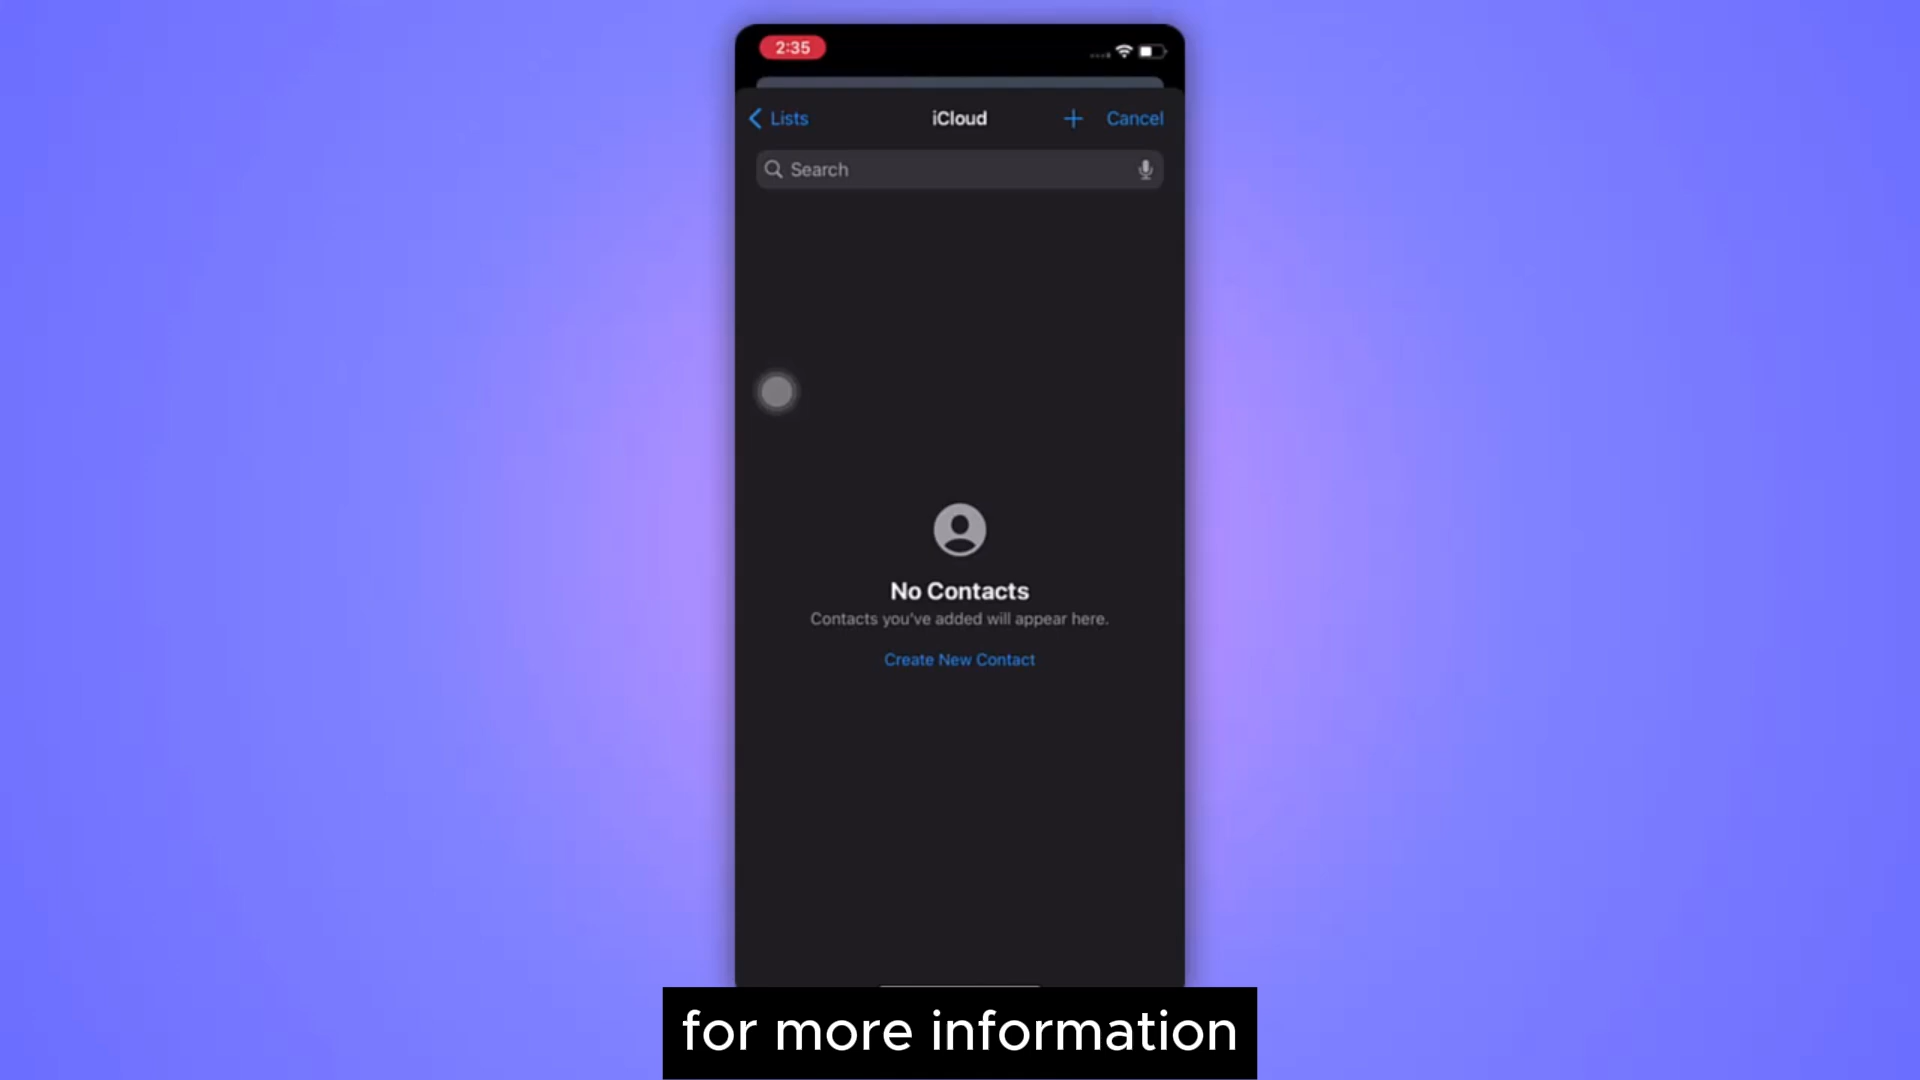 2:35
Lists
iCloud
+
Cancel
Search
No Contacts
Contacts you've added will appear here.
Create New Contact
for more information